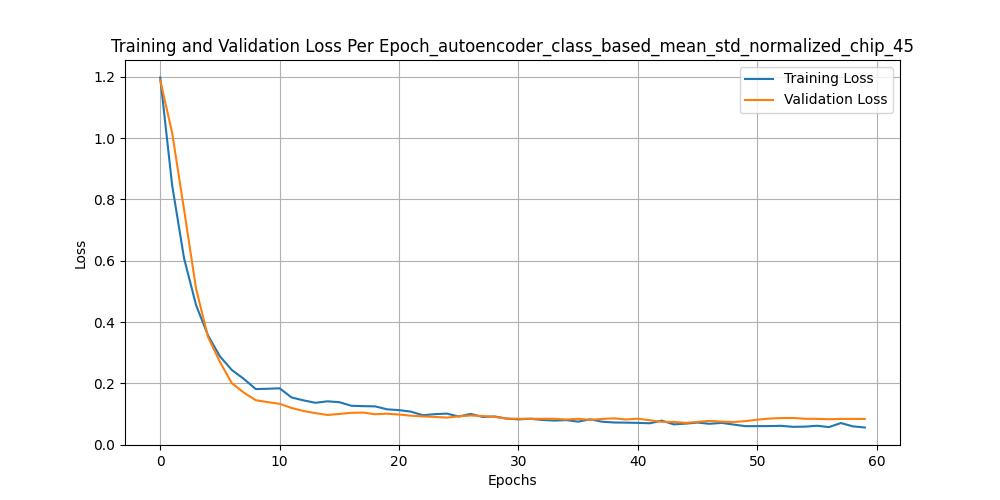 Training and Validation Loss Per Epoch_autoencoder_class_based_mean_std_normalized_chip_45
Training Loss
Validation Loss
1.2
1.0
0.8
0.6
0.4
0.2
0.0
Loss
0 10 20 30 40 50 60
Epochs